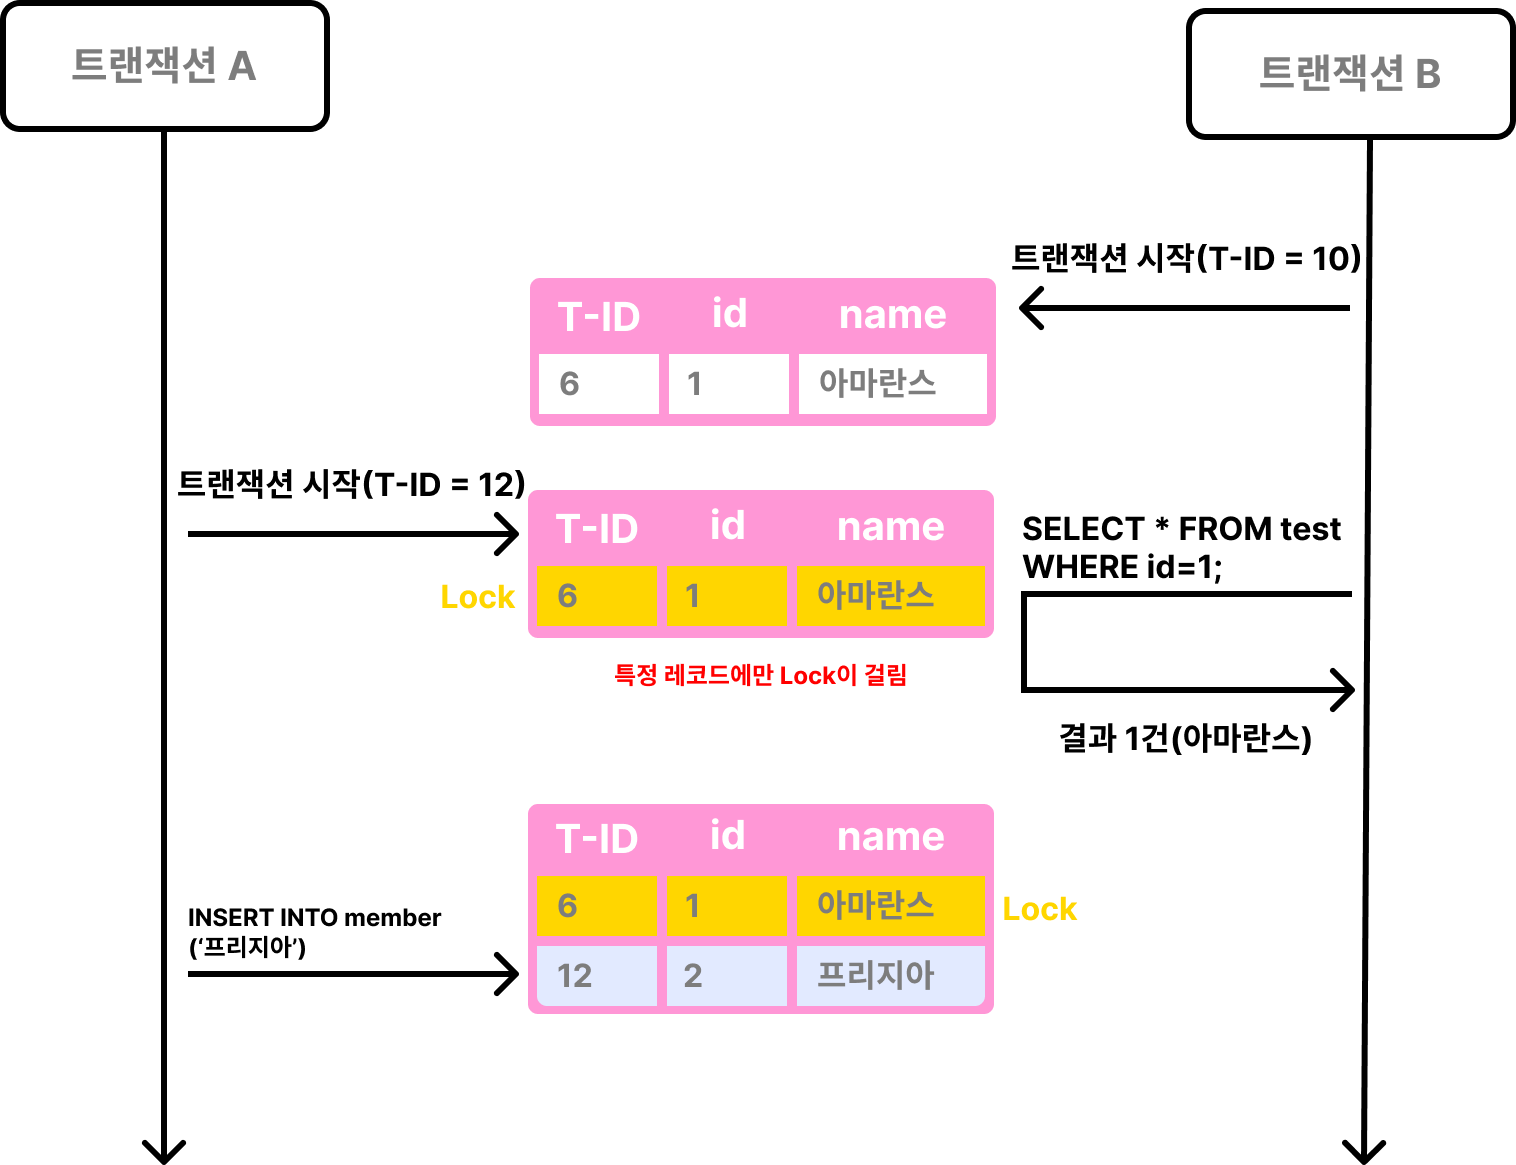 트랜잭션 A
트랜잭션 B
트랜잭션 시작(T-ID = 10)
T-ID id name
6 1 아마란스
트랜잭션 시작(T-ID = 12)
T-ID id name
Lock 6 1 아마란스
특정 레코드에만 Lock이 걸림
SELECT * FROM test
WHERE id=1;
결과 1건(아마란스)
T-ID id name
6 1 아마란스 Lock
INSERT INTO member
(‘프리지아’)
12 2 프리지아